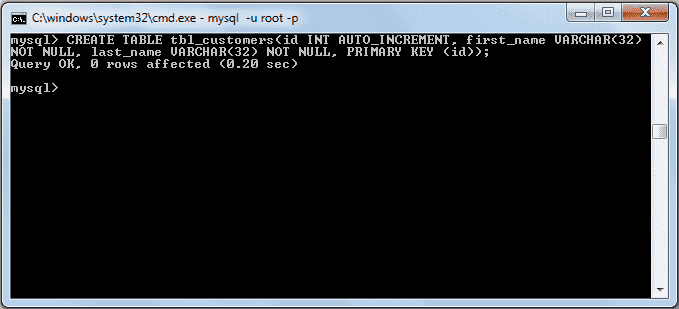 C:\windows\system32\cmd.exe - mysql -u root -p
mysql> CREATE TABLE tbl_customers(id INT AUTO_INCREMENT, first_name VARCHAR(32)
NOT NULL, last_name VARCHAR(32) NOT NULL, PRIMARY KEY (id));
Query OK, 0 rows affected (0.20 sec)
mysql>